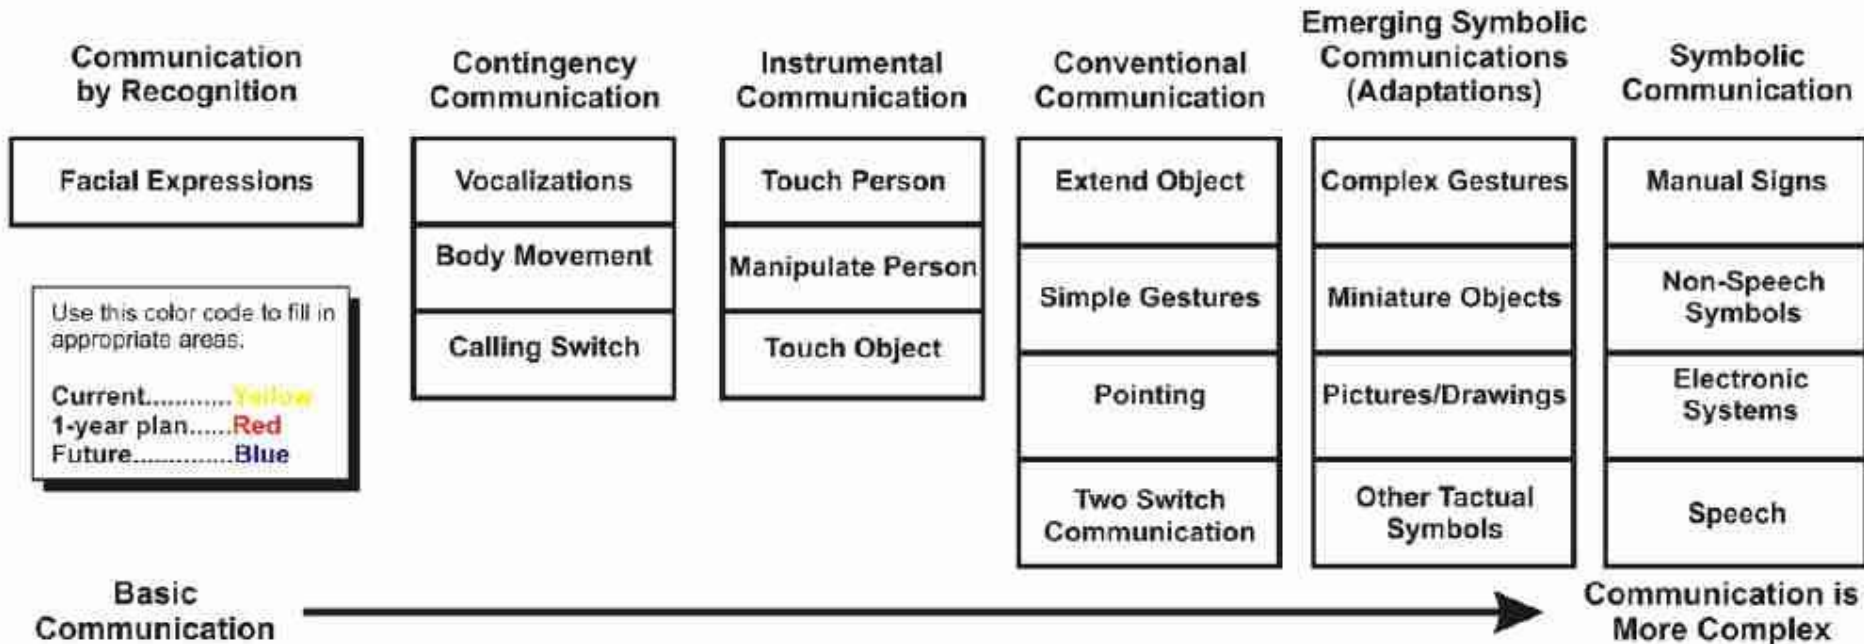 Communication
by Recognition
Facial Expressions
Use this color code to fill in
appropriate areas.
Current............Yellow
1-year plan......Red
Future..............Blue
Contingency
Communication
Vocalizations
Body Movement
Calling Switch
Instrumental
Communication
Touch Person
Manipulate Person
Touch Object
Conventional
Communication
Extend Object
Simple Gestures
Pointing
Two Switch
Communication
Emerging Symbolic
Communications
(Adaptations)
Complex Gestures
Miniature Objects
Pictures/Drawings
Other Tactual
Symbols
Symbolic
Communication
Manual Signs
Non-Speech
Symbols
Electronic
Systems
Speech
Basic
Communication
Communication is
More Complex